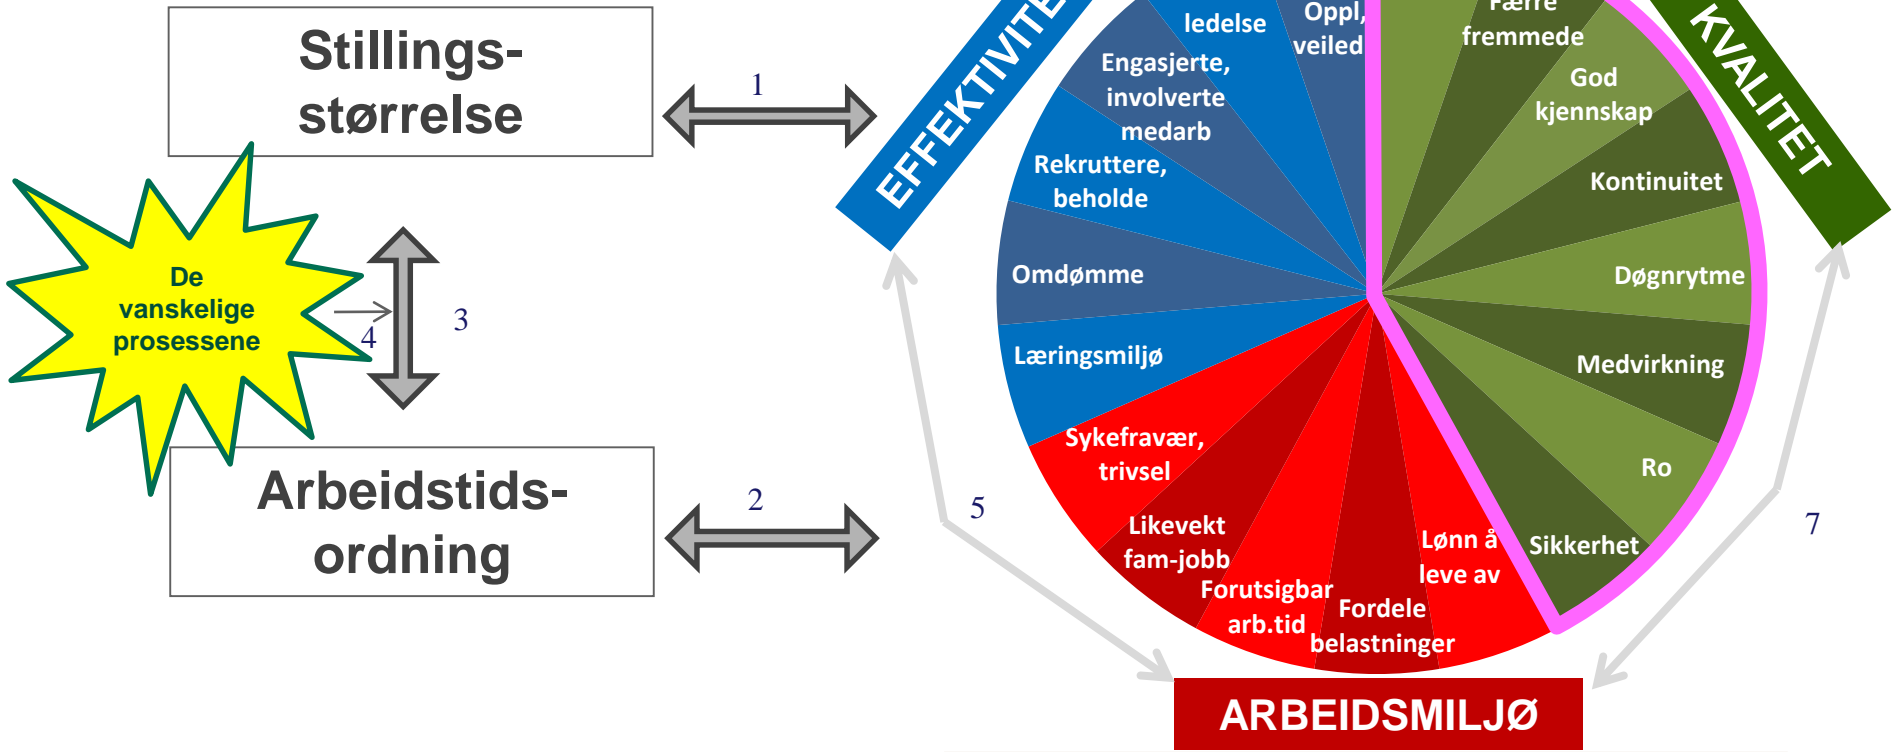 Stillings-
størrelse
1
De
vanskelige
prosessene
4
3
Arbeidstids-
ordning
2
EFFEKTIVITE
ledelse
Oppl,
veiled
Engasjerte,
involverte
medarb
Rekruttere,
beholde
Omdømme
Læringsmiljø
Færre
fremmede
God
kjennskap
Kontinuitet
Døgnrytme
Medvirkning
Ro
Sikkerhet
KVALITET
Sykefravær,
trivsel
Likevekt
fam-jobb
Forutsigbar
arb.tid
Fordele
belastninger
Lønn å
leve av
5
7
ARBEIDSMILJØ